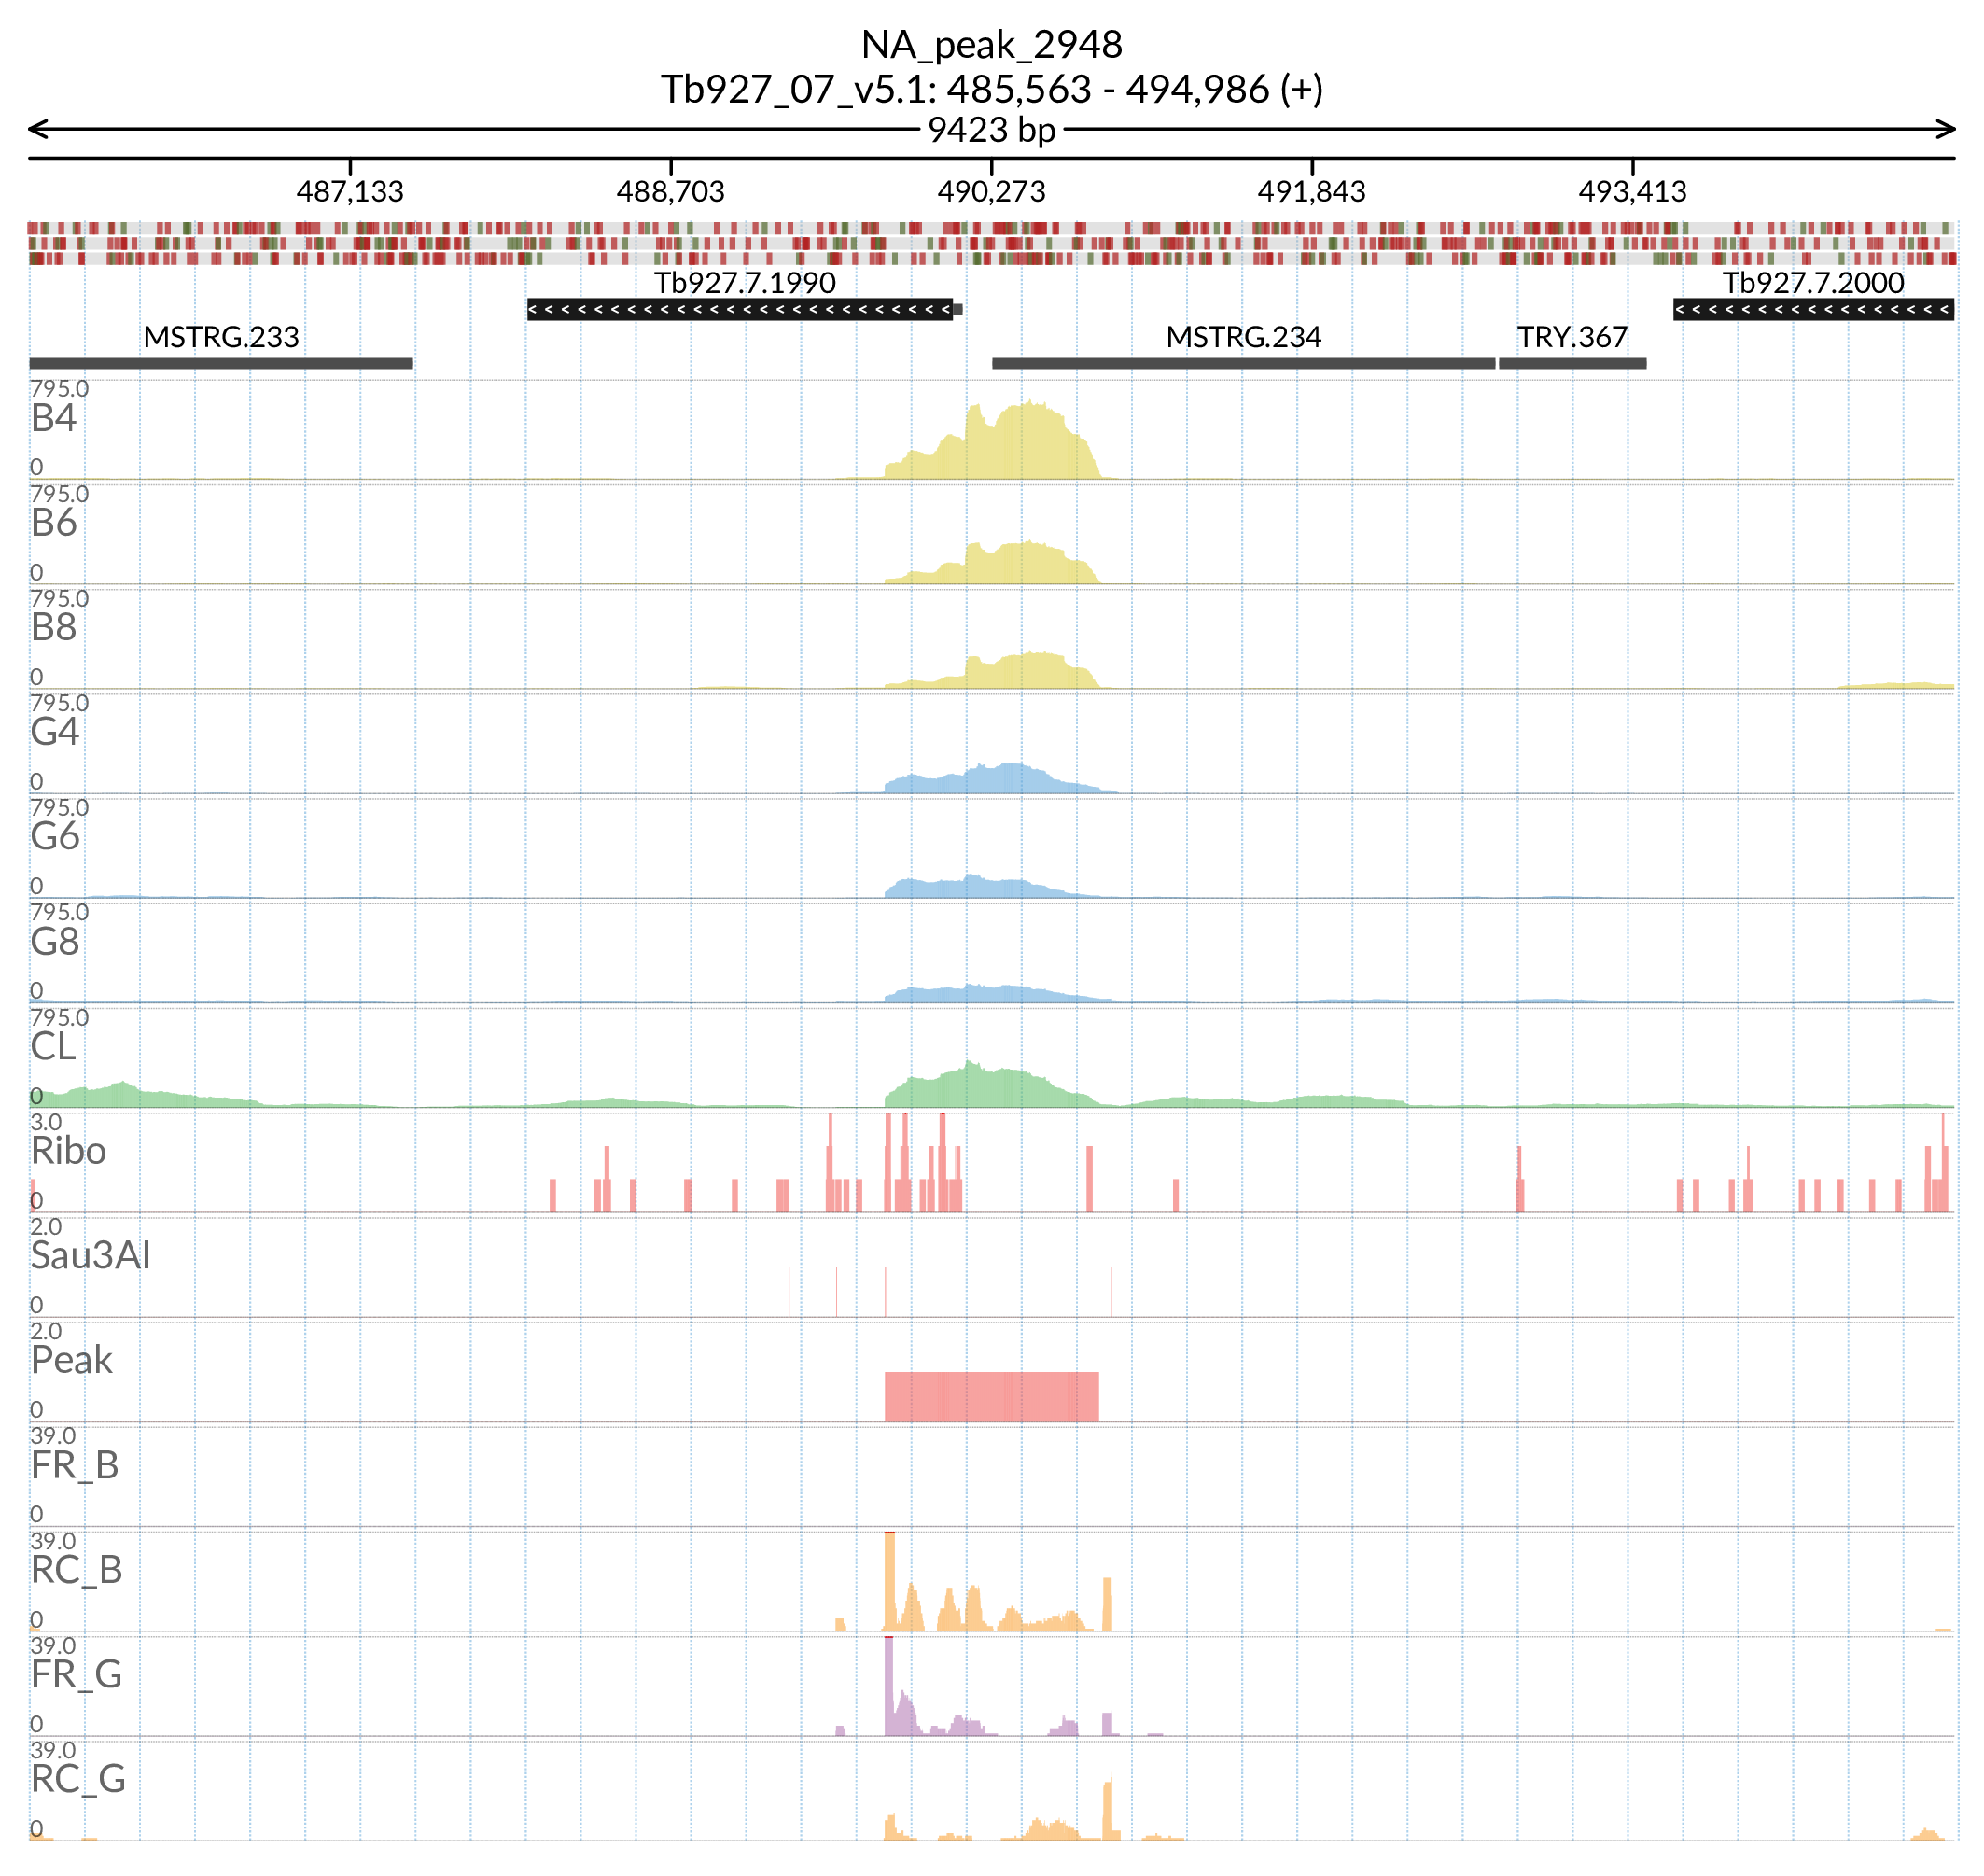 NA_peak_2948
Tb927_07_v5.1: 485,563 - 494,986 (+)
9423 bp
487,133 488,703 490,273 491,843 493,413
Tb927.7.1990 Tb927.7.2000
MSTRG.233 MSTRG.234 TRY.367
795.0
B4
0
795.0
B6
0
795.0
B8
0
795.0
G4
0
795.0
G6
0
795.0
G8
0
795.0
CL
0
3.0
Ribo
0
2.0
Sau3AI
0
2.0
Peak
0
39.0
FR_B
0
39.0
RC_B
0
39.0
FR_G
0
39.0
RC_G
0